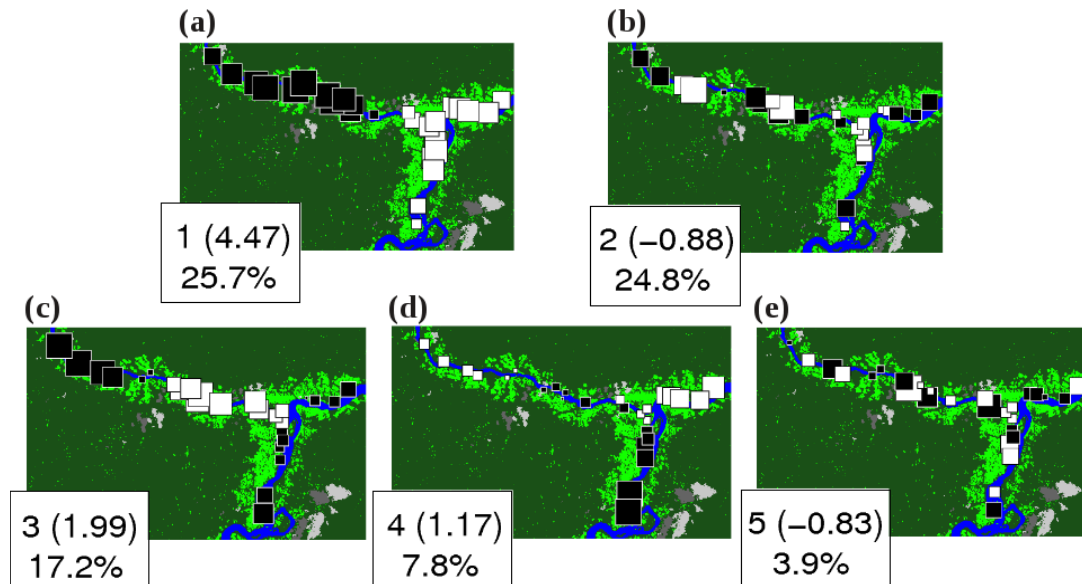 (a)
1 (4.47)
25.7%
(b)
2 (−0.88)
24.8%
(c)
3 (1.99)
17.2%
(d)
4 (1.17)
7.8%
(e)
5 (−0.83)
3.9%